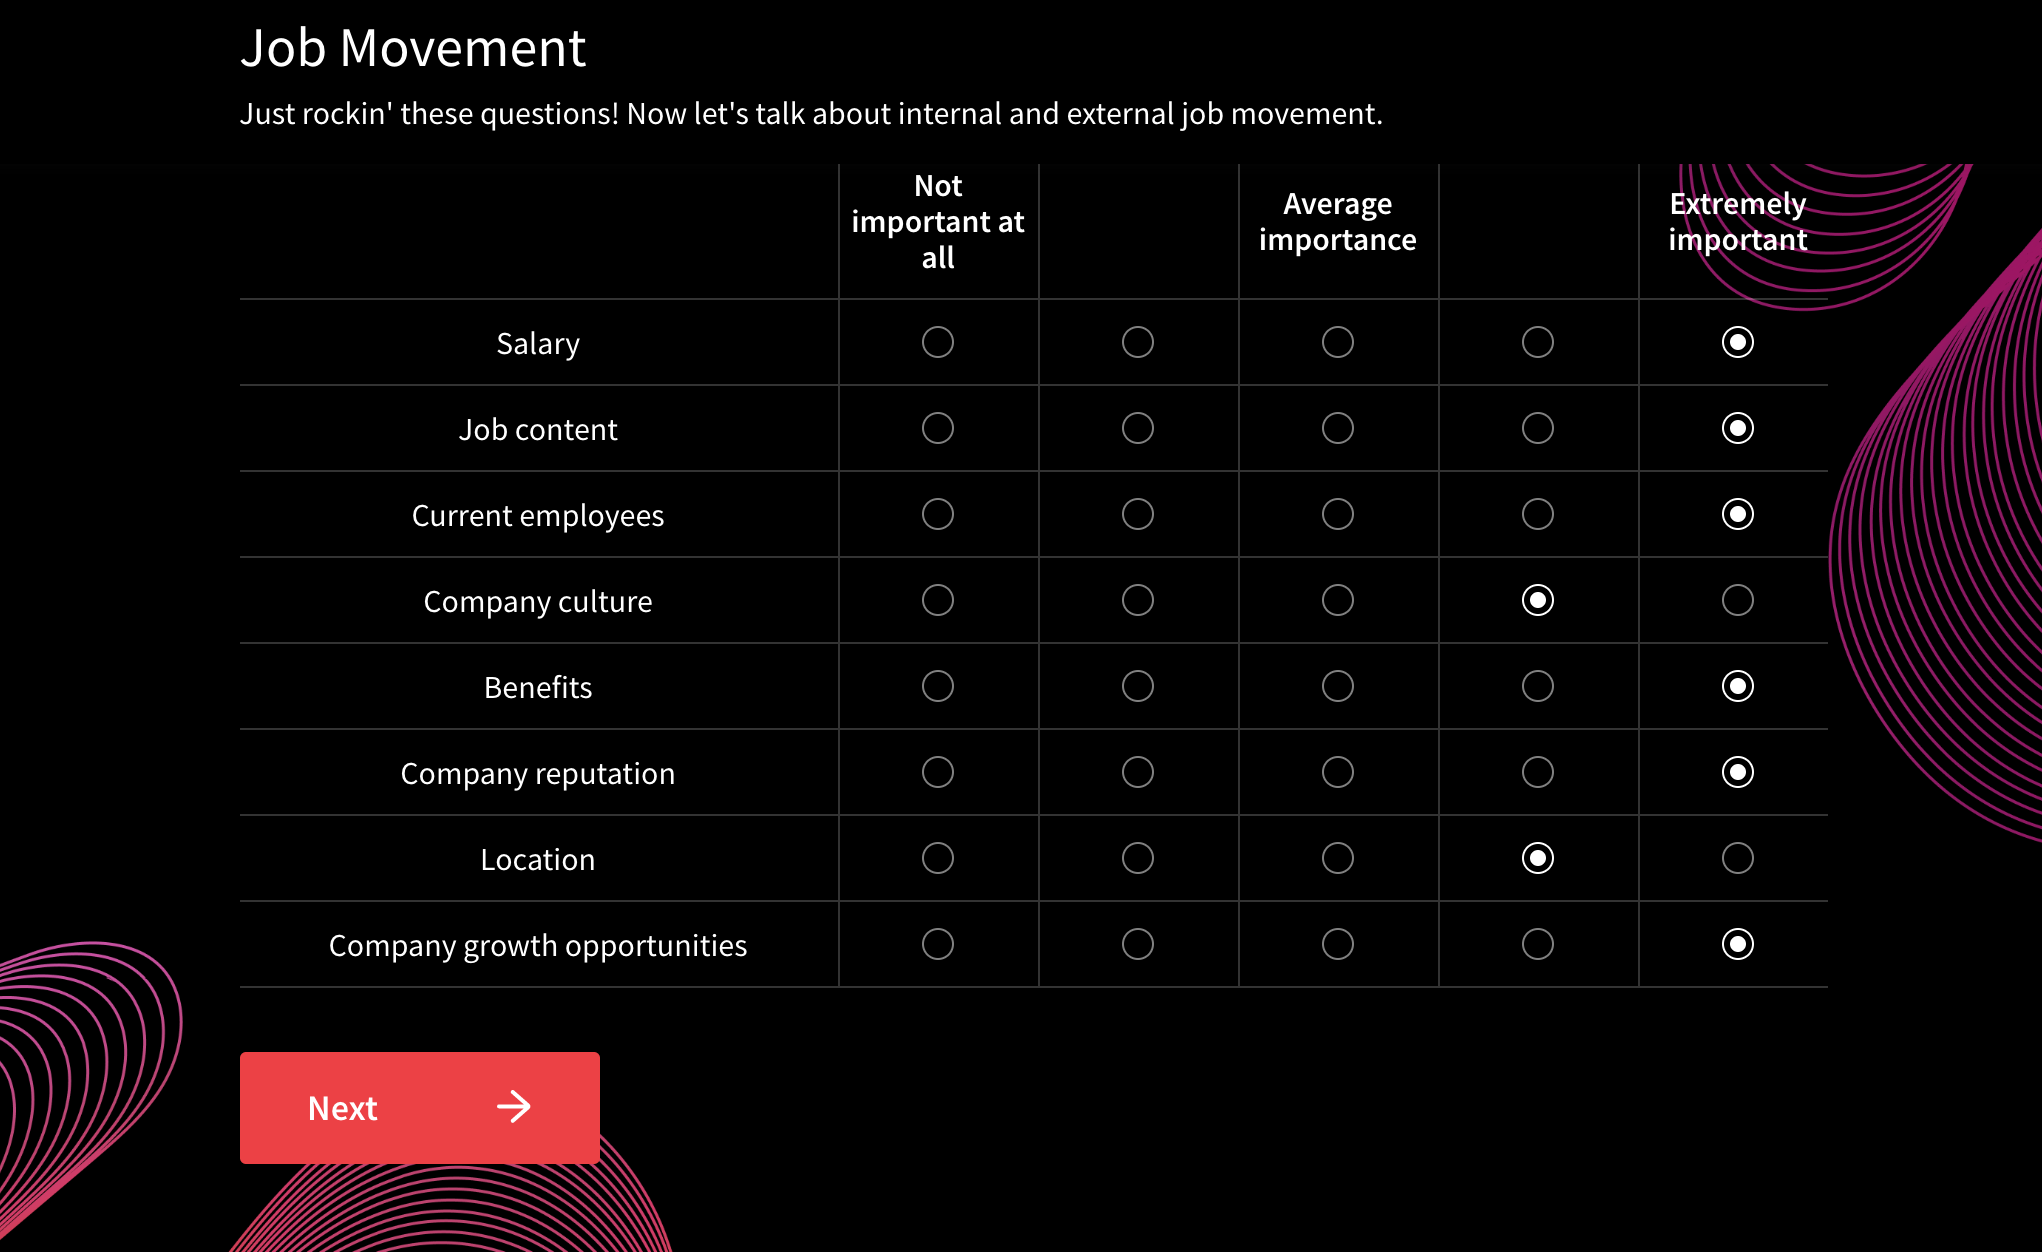 Job Movement
Just rockin' these questions! Now let's talk about internal and external job movement.
Not
important at
all
Average
importance
Extremely
important
Salary
Job content
Current employees
Company culture
Benefits
Company reputation
Location
Company growth opportunities
Next